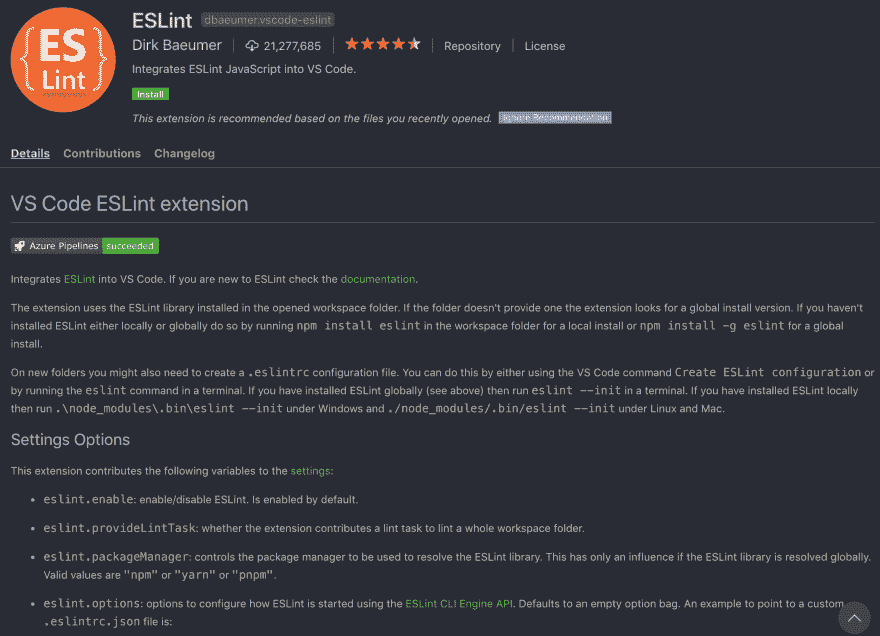 ES
Lint
ESLint dbaeumer.vscode-eslint
Dirk Baeumer 21,277,685 Repository License
Integrates ESLint JavaScript into VS Code.
Install
This extension is recommended based on the files you recently opened. Ignore Recommendation
Details Contributions Changelog
VS Code ESLint extension
Azure Pipelines succeeded
Integrates ESLint into VS Code. If you are new to ESLint check the documentation.
The extension uses the ESLint library installed in the opened workspace folder. If the folder doesn't provide one the extension looks for a global install version. If you haven't
installed ESLint either locally or globally do so by running npm install eslint in the workspace folder for a local install or npm install -g eslint for a global
install.
On new folders you might also need to create a .eslintrc configuration file. You can do this by either using the VS Code command Create ESLint configuration or
by running the eslint command in a terminal. If you have installed ESLint globally (see above) then run eslint --init in a terminal. If you have installed ESLint locally
then run .\node_modules\.bin\eslint --init under Windows and ./node_modules/.bin/eslint --init under Linux and Mac.
Settings Options
This extension contributes the following variables to the settings:
• eslint.enable: enable/disable ESLint. Is enabled by default.
• eslint.provideLintTask: whether the extension contributes a lint task to lint a whole workspace folder.
• eslint.packageManager: controls the package manager to be used to resolve the ESLint library. This has only an influence if the ESLint library is resolved globally.
Valid values are "npm" or "yarn" or "pnpm".
• eslint.options: options to configure how ESLint is started using the ESLint CLI Engine API. Defaults to an empty option bag. An example to point to a custom
.eslintrc.json file is: